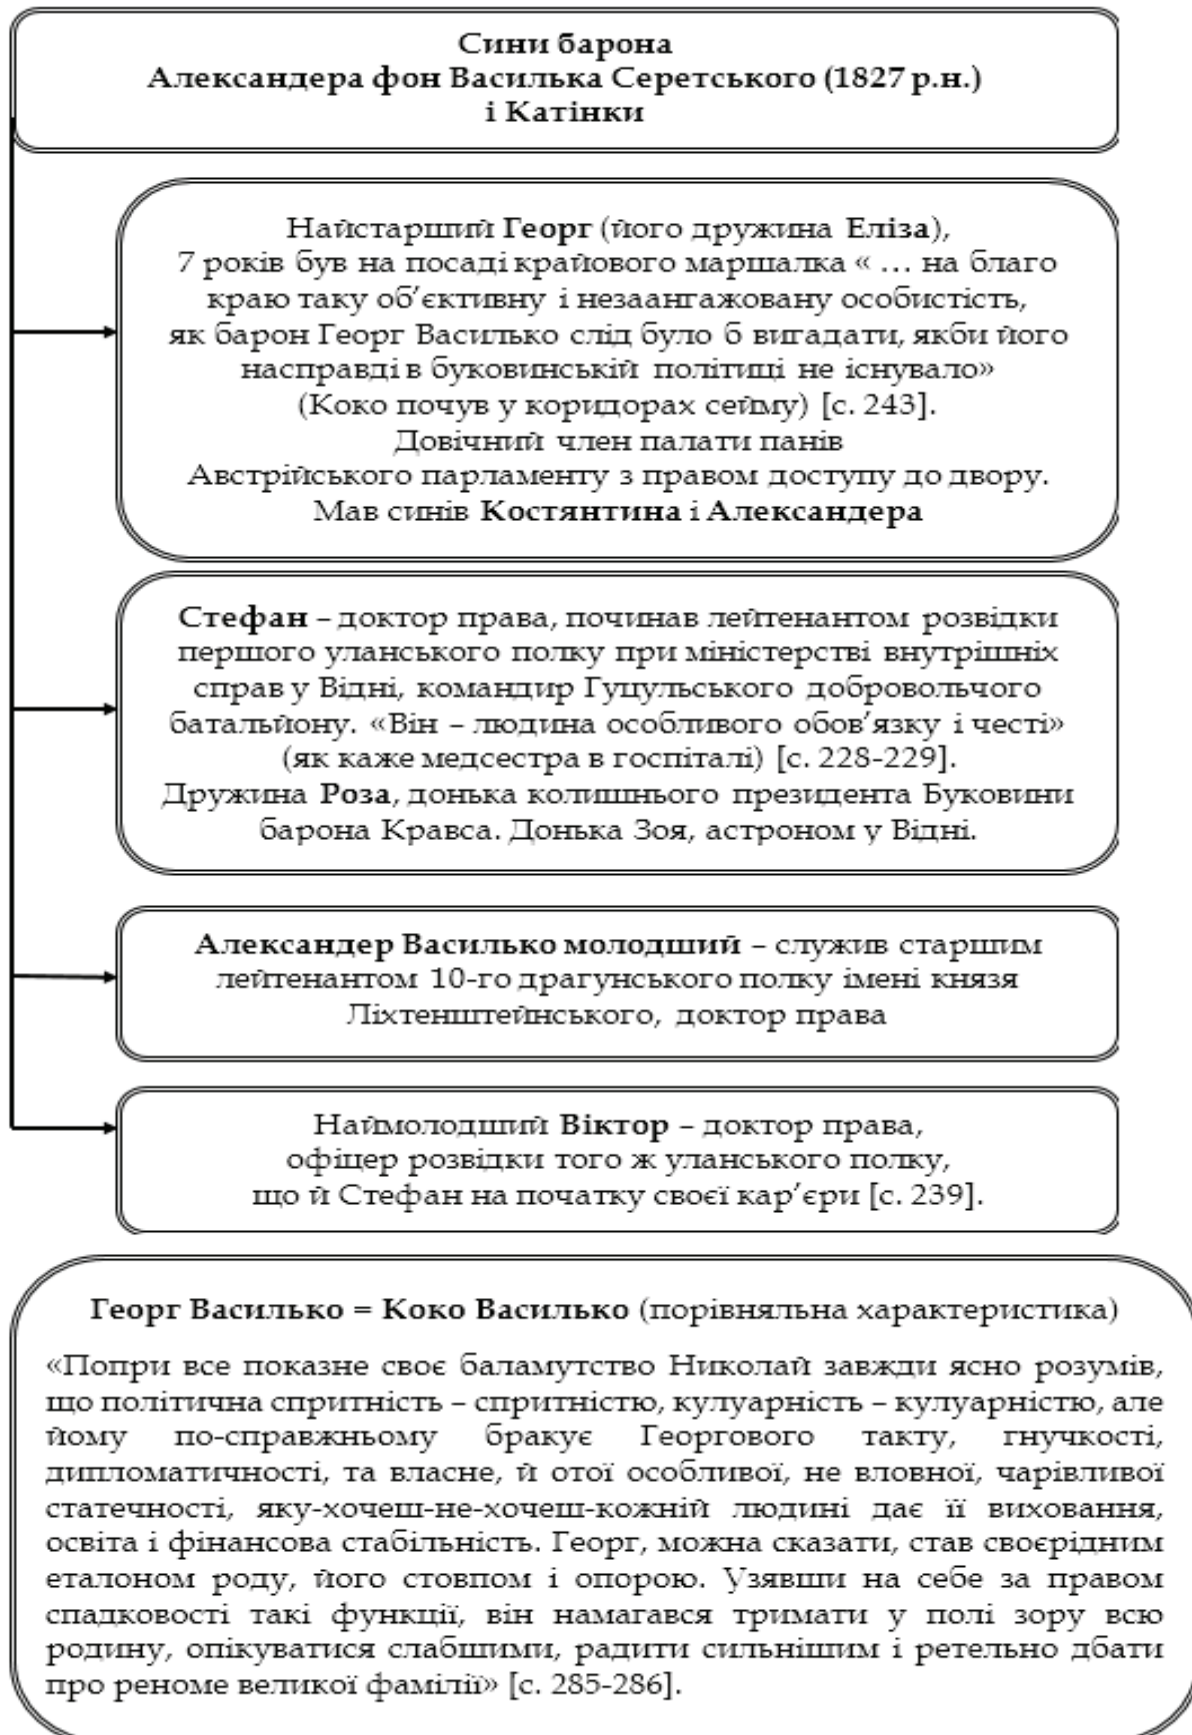 Сини барона
Александера фон Василька Серетського (1827 р.н.)
і Катінки
Найстарший Георг (його дружина Еліза),
7 років був на посаді крайового маршалка « … на благо
краю таку об’єктивну і незаангажовану особистість,
як барон Георг Василько слід було б вигадати, якби його
насправді в буковинській політиці не існувало»
(Коко почув у коридорах сейму) [с. 243].
Довічний член палати панів
Австрійського парламенту з правом доступу до двору.
Мав синів Костянтина і Александера
Стефан – доктор права, починав лейтенантом розвідки
першого уланського полку при міністерстві внутрішніх
справ у Відні, командир Гуцульського добровольчого
батальйону. «Він – людина особливого обов’язку і честі»
(як каже медсестра в госпіталі) [с. 228-229].
Дружина Роза, донька колишнього президента Буковини
барона Кравса. Донька Зоя, астроном у Відні.
Александер Василько молодший – служив старшим
лейтенантом 10-го драгунського полку імені князя
Ліхтенштейнського, доктор права
Наймолодший Віктор – доктор права,
офіцер розвідки того ж уланського полку,
що й Стефан на початку своєї кар’єри [с. 239].
Георг Василько = Коко Василько (порівняльна характеристика)
«Попри все показне своє баламутство Николай завжди ясно розумів,
що політична спритність – спритністю, кулуарність – кулуарністю, але
йому по-справжньому бракує Георгового такту, гнучкості,
дипломатичності, та власне, й отої особливої, не вловної, чарівливої
статечності, яку-хочеш-не-хочеш-кожній людині дає її виховання,
освіта і фінансова стабільність. Георг, можна сказати, став своєрідним
еталоном роду, його стовпом і опорою. Узявши на себе за правом
спадковості такі функції, він намагався тримати у полі зору всю
родину, опікуватися слабшими, радити сильнішим і ретельно дбати
про реноме великої фамілії» [с. 285-286].